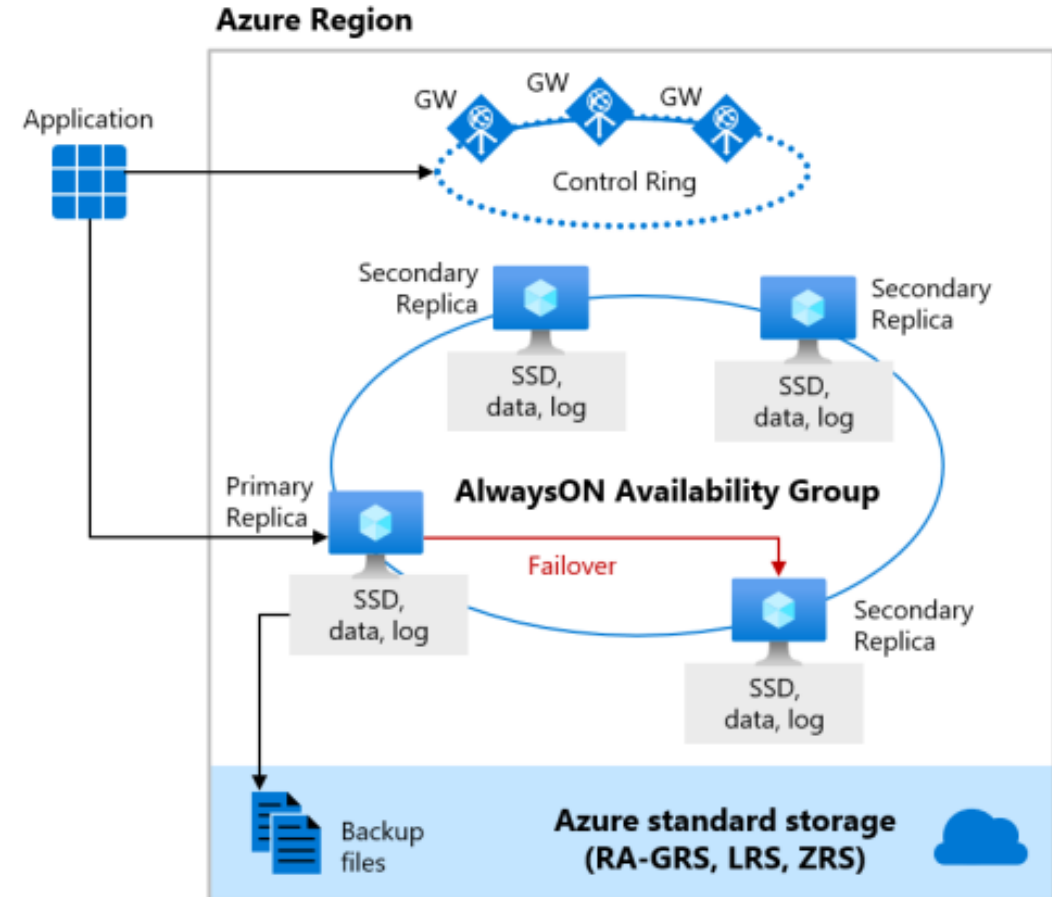 Azure Region
Application
GW
GW
GW
Control Ring
Secondary
Replica
Secondary
Replica
SSD,
data, log
SSD,
data, log
Primary
Replica
AlwaysON Availability Group
Failover
SSD,
data, log
Secondary
Replica
SSD,
data, log
Backup
files
Azure standard storage
(RA-GRS, LRS, ZRS)